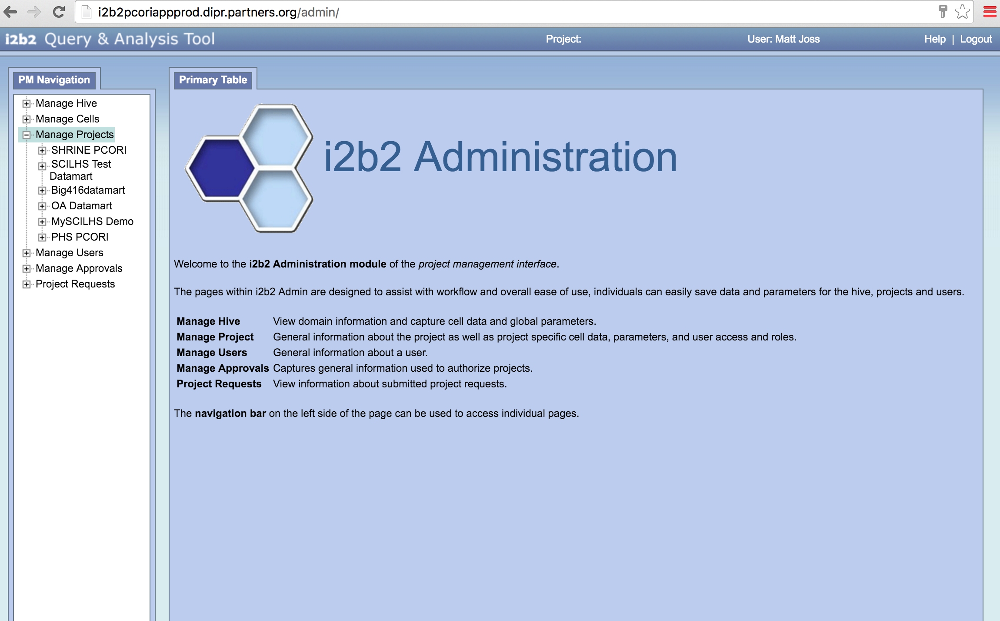 i2b2pcoriappprod.dipr.partners.org/admin/
i2b2 Query & Analysis Tool
Project:
User: Matt Joss
Help | Logout
PM Navigation
Manage Hive
Manage Cells
Manage Projects
SHRINE PCORI
SCILHS Test
Datamart
Big416datamart
OA Datamart
MySCILHS Demo
PHS PCORI
Manage Users
Manage Approvals
Project Requests
Primary Table
i2b2 Administration
Welcome to the i2b2 Administration module of the project management interface.
The pages within i2b2 Admin are designed to assist with workflow and overall ease of use, individuals can easily save data and parameters for the hive, projects and users.
Manage Hive View domain information and capture cell data and global parameters.
Manage Project General information about the project as well as project specific cell data, parameters, and user access and roles.
Manage Users General information about a user.
Manage Approvals Captures general information used to authorize projects.
Project Requests View information about submitted project requests.
The navigation bar on the left side of the page can be used to access individual pages.